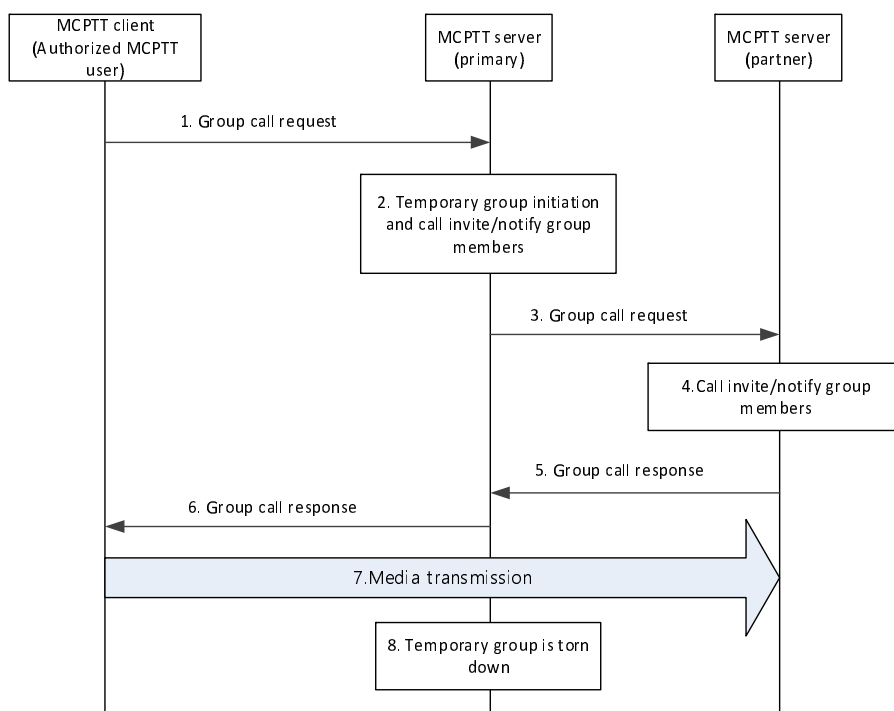 MCPTT client
(Authorized MCPTT
user)
MCPTT server
(primary)
MCPTT server
(partner)
1. Group call request
2. Temporary group initiation
and call invite/notify group
members
3. Group call request
4.Call invite/notify group
members
5. Group call response
6. Group call response
7.Media transmission
8. Temporary group is torn
down